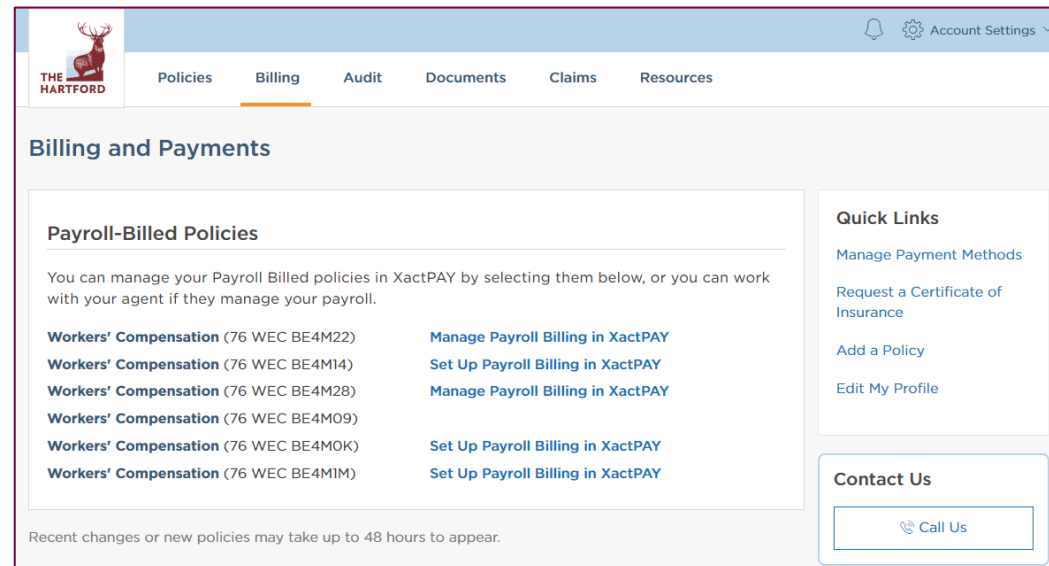 Account Settings
THE
HARTFORD
Policies Billing Audit Documents Claims Resources
Billing and Payments
Payroll-Billed Policies
You can manage your Payroll Billed policies in XactPAY by selecting them below, or you can work
with your agent if they manage your payroll.
Workers' Compensation (76 WEC BE4M22) Manage Payroll Billing in XactPAY
Workers' Compensation (76 WEC BE4M14) Set Up Payroll Billing in XactPAY
Workers' Compensation (76 WEC BE4M28) Manage Payroll Billing in XactPAY
Workers' Compensation (76 WEC BE4M09)
Workers' Compensation (76 WEC BE4M0K) Set Up Payroll Billing in XactPAY
Workers' Compensation (76 WEC BE4M1M) Set Up Payroll Billing in XactPAY
Recent changes or new policies may take up to 48 hours to appear.
Quick Links
Manage Payment Methods
Request a Certificate of
Insurance
Add a Policy
Edit My Profile
Contact Us
Call Us